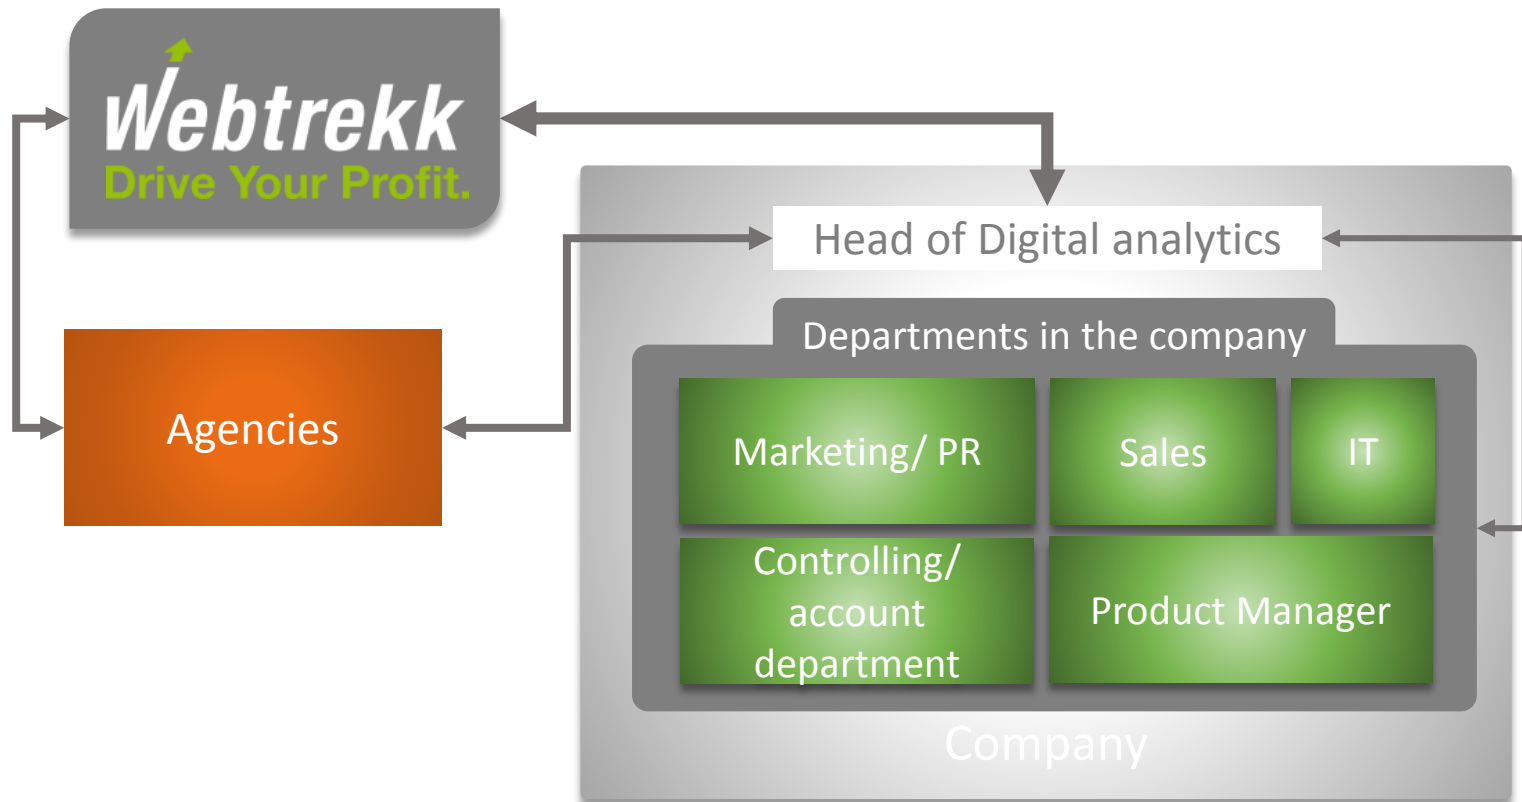 Webtrekk
Drive Your Profit.
Head of Digital analytics
Departments in the company
Agencies
Marketing/ PR
Sales
IT
Controlling/
account
department
Product Manager
Company